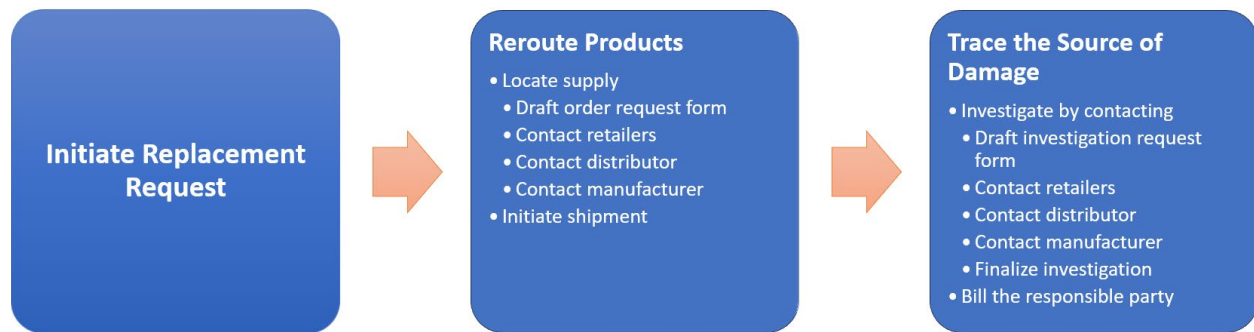 Initiate Replacement
Request
Reroute Products
• Locate supply
• Draft order request form
• Contact retailers
• Contact distributor
• Contact manufacturer
• Initiate shipment
Trace the Source of
Damage
• Investigate by contacting
• Draft investigation request
form
• Contact retailers
• Contact distributor
• Contact manufacturer
• Finalize investigation
• Bill the responsible party